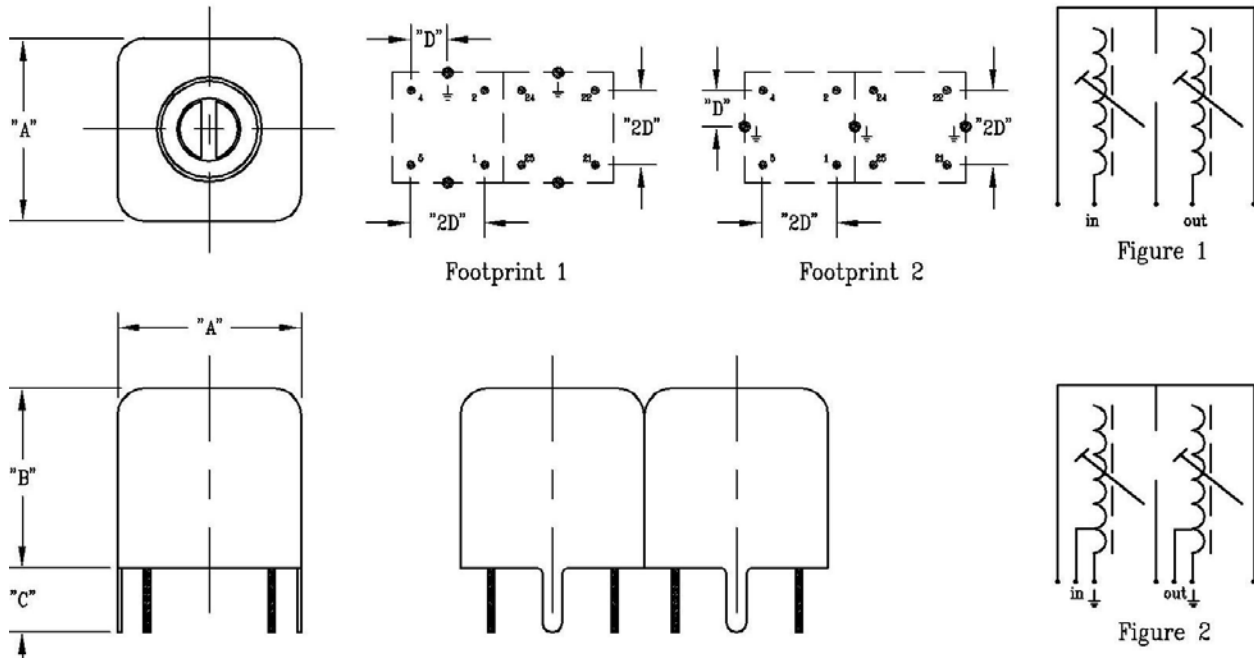 "A"
"D"
4
2
24
22
5
1
25
21
"2D"
"2D"
Footprint 1
"D"
4
2
24
22
5
1
25
21
"2D"
"2D"
Footprint 2
in
out
Figure 1
"A"
"B"
"C"
in
out
Figure 2